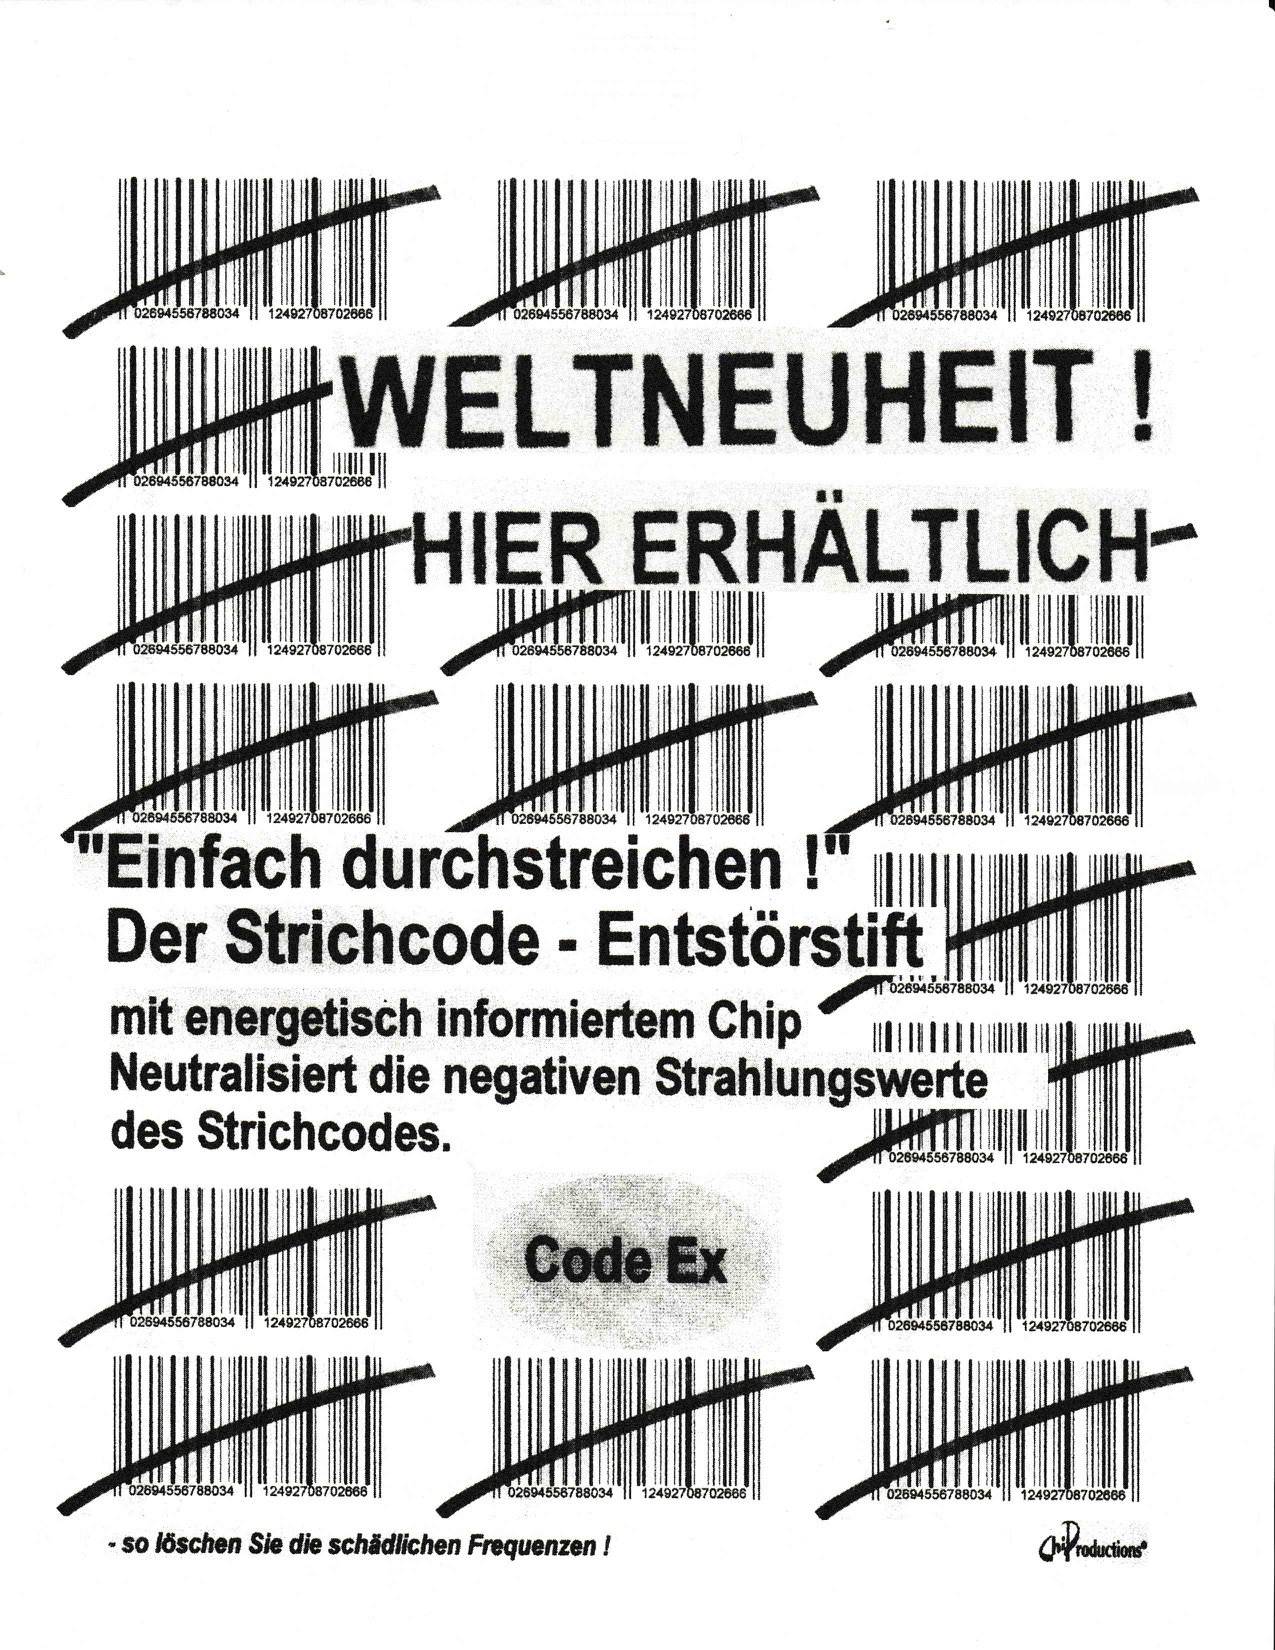 02694556788034 12492708702666 02694556788034 12492708702666 02694556788034 12492708702666
WELTNEUHEIT !
02694556788034 12492708702666
HIER ERHÄLTLICH
02694556788034 12492708702666 02694556788034 12492708702666 02694556788034 12492708702666
02694556788034 12492708702666 02694556788034 12492708702666 02694556788034 12492708702666
"Einfach durchstreichen !"
Der Strichcode - Entstörstift
02694556788034 12492708702666
mit energetisch informiertem Chip
Neutralisiert die negativen Strahlungswerte
des Strichcodes.
02694556788034 12492708702666
Code Ex
02694556788034 12492708702666 02694556788034 12492708702666
02694556788034 12492708702666 02694556788034 12492708702666 02694556788034 12492708702666
- so löschen Sie die schädlichen Frequenzen !
ChiProductions®